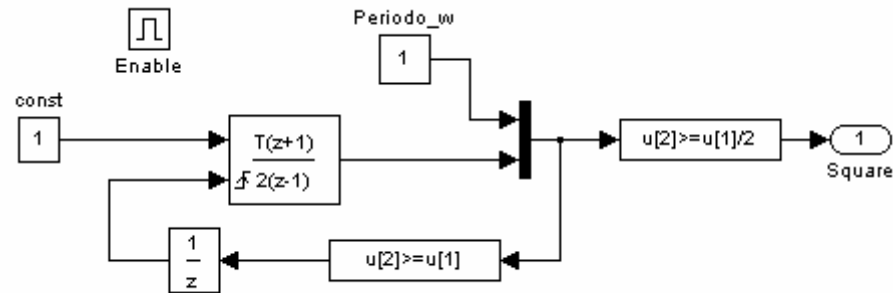 Periodo_w
1
Enable
const
1
T(z+1)
2(z-1)
u[2]>=u[1]/2
1
Square
1
z
u[2]>=u[1]